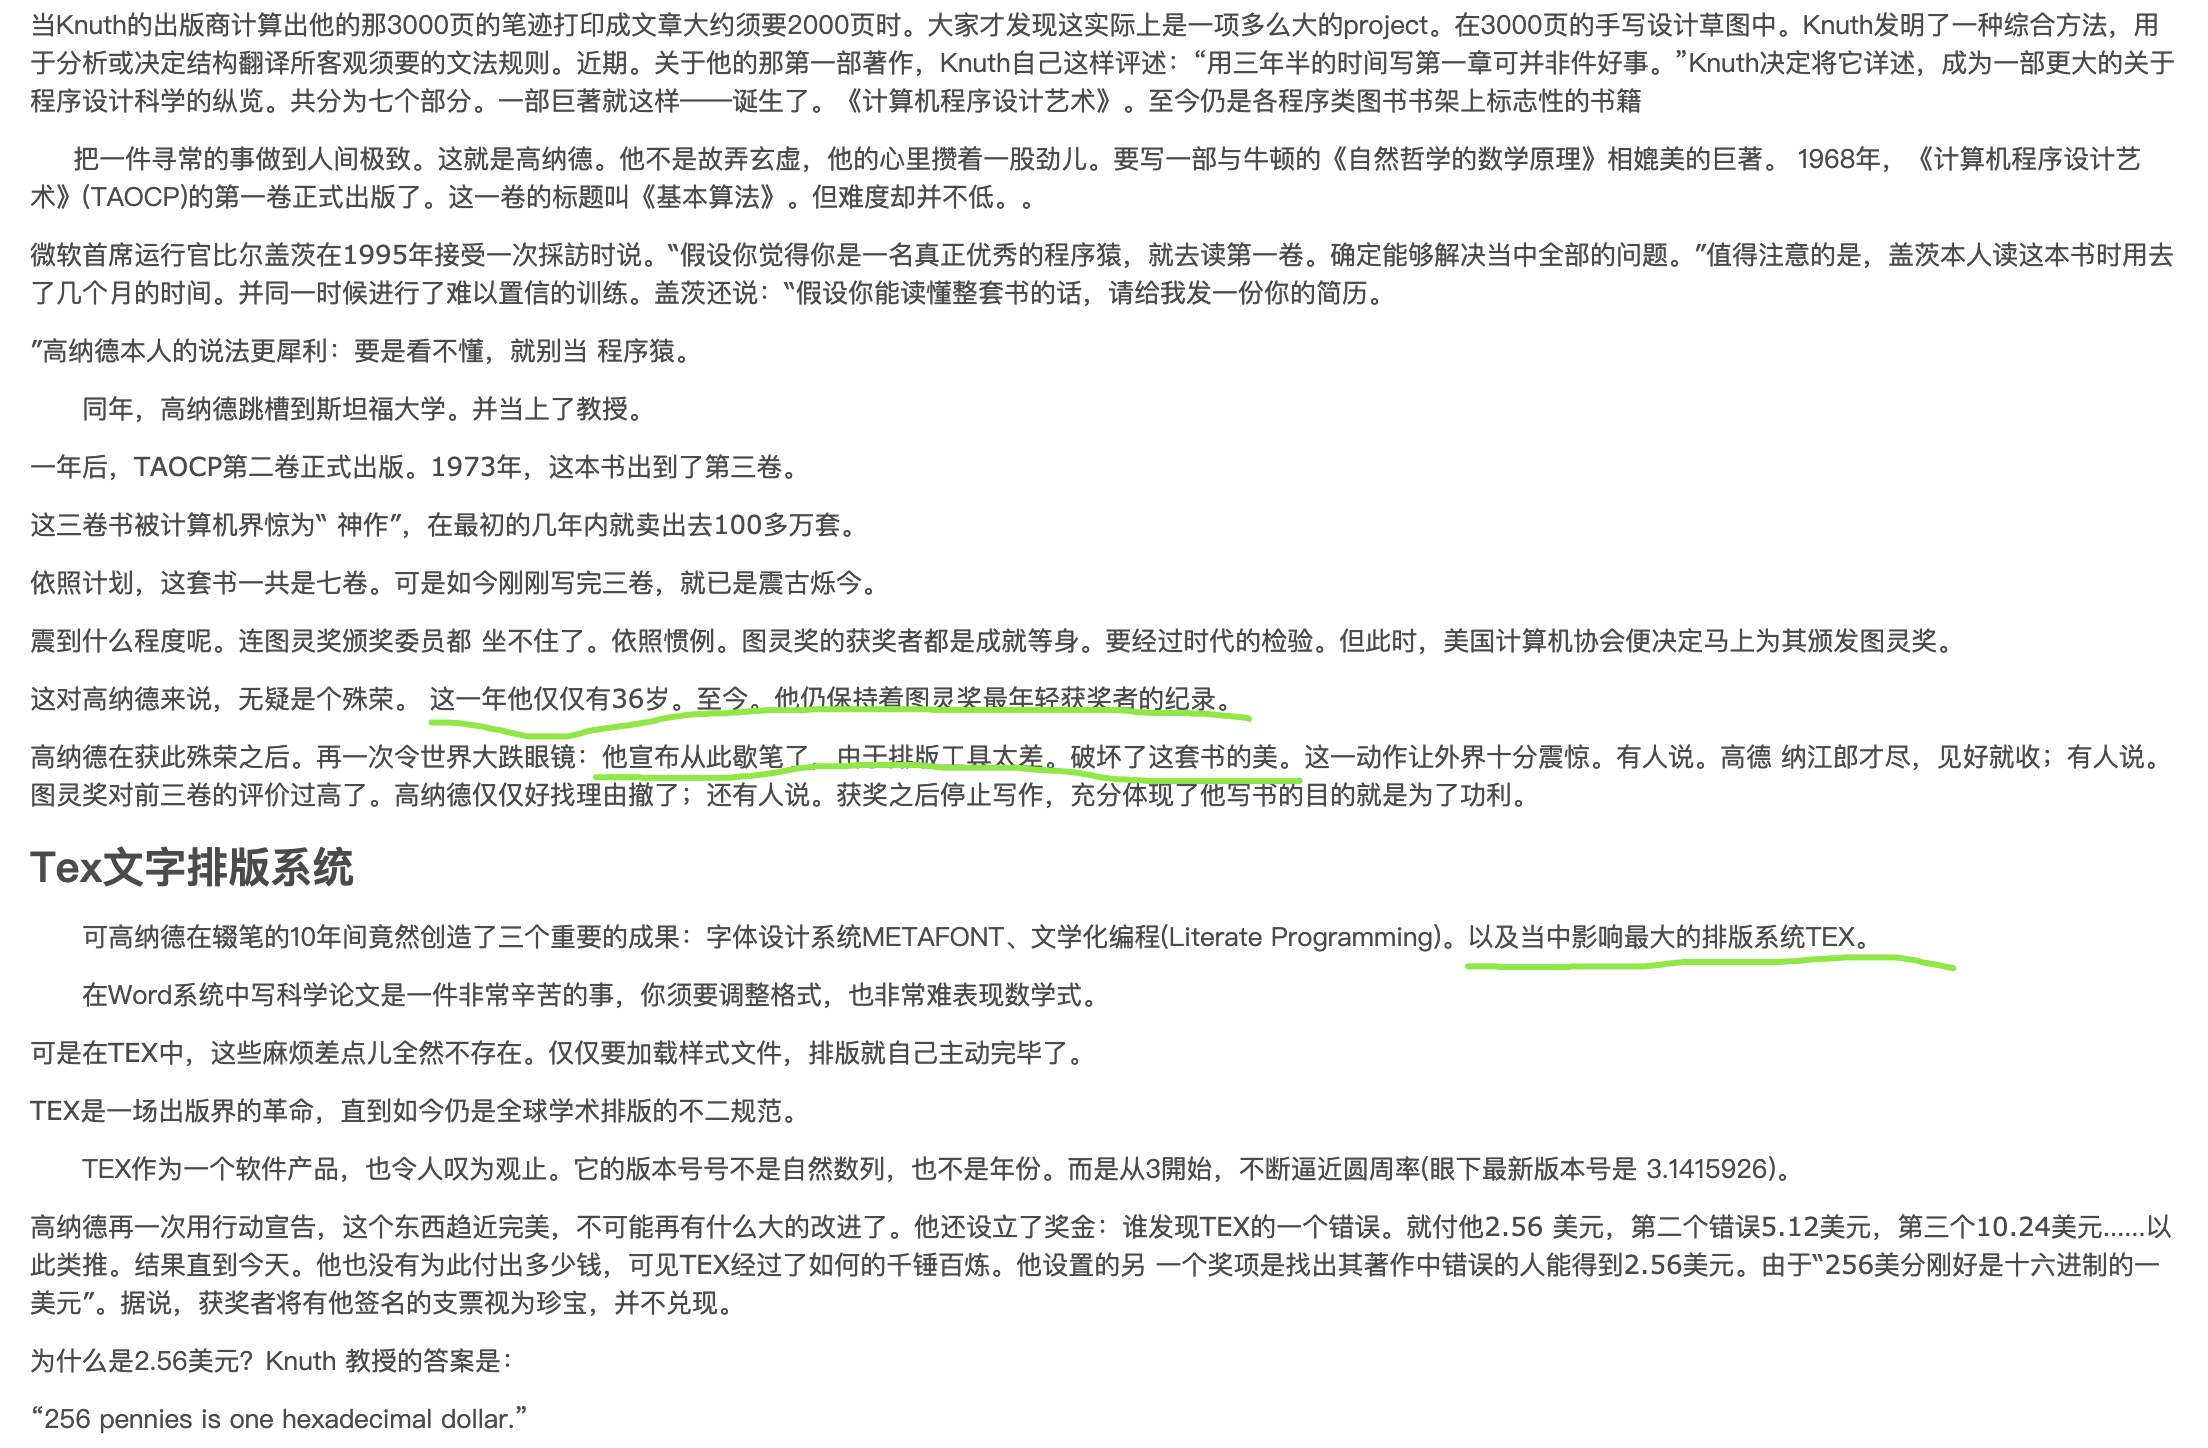 当Knuth的出版商计算出他的那3000页的笔迹打印成文章大约须要2000页时。大家才发现这实际上是一项多么大的project。在3000页的手写设计草图中。Knuth发明了一种综合方法，用
于分析或决定结构翻译所客观须要的文法规则。近期。关于他的那第一部著作，Knuth自己这样评述：“用三年半的时间写第一章可并非件好事。”Knuth决定将它详述，成为一部更大的关于
程序设计科学的纵览。共分为七个部分。一部巨著就这样——诞生了。《计算机程序设计艺术》。至今仍是各程序类图书书架上标志性的书籍
把一件寻常的事做到人间极致。这就是高纳德。他不是故弄玄虚，他的心里攒着一股劲儿。要写一部与牛顿的《自然哲学的数学原理》相媲美的巨著。 1968年，《计算机程序设计艺
术》(TAOCP)的第一卷正式出版了。这一卷的标题叫《基本算法》。但难度却并不低。。
微软首席运行官比尔盖茨在1995年接受一次採訪时说。〝假设你觉得你是一名真正优秀的程序猿，就去读第一卷。确定能够解决当中全部的问题。〞值得注意的是，盖茨本人读这本书时用去
了几个月的时间。并同一时候进行了难以置信的训练。盖茨还说：〝假设你能读懂整套书的话，请给我发一份你的简历。
〞高纳德本人的说法更犀利：要是看不懂，就别当 程序猿。
同年，高纳德跳槽到斯坦福大学。并当上了教授。
一年后，TAOCP第二卷正式出版。1973年，这本书出到了第三卷。
这三卷书被计算机界惊为〝 神作〞，在最初的几年内就卖出去100多万套。
依照计划，这套书一共是七卷。可是如今刚刚写完三卷，就已是震古烁今。
震到什么程度呢。连图灵奖颁奖委员都 坐不住了。依照惯例。图灵奖的获奖者都是成就等身。要经过时代的检验。但此时，美国计算机协会便决定马上为其颁发图灵奖。
这对高纳德来说，无疑是个殊荣。 这一年他仅仅有36岁。至今。他仍保持着图灵奖最年轻获奖者的纪录。
高纳德在获此殊荣之后。再一次令世界大跌眼镜：他宣布从此歇笔了，由于排版工具太差。破坏了这套书的美。这一动作让外界十分震惊。有人说。高德 纳江郎才尽，见好就收；有人说。
图灵奖对前三卷的评价过高了。高纳德仅仅好找理由撤了；还有人说。获奖之后停止写作，充分体现了他写书的目的就是为了功利。
Tex文字排版系统
可高纳德在辍笔的10年间竟然创造了三个重要的成果：字体设计系统METAFONT、文学化编程(Literate Programming)。以及当中影响最大的排版系统TEX。
在Word系统中写科学论文是一件非常辛苦的事，你须要调整格式，也非常难表现数学式。
可是在TEX中，这些麻烦差点儿全然不存在。仅仅要加载样式文件，排版就自己主动完毕了。
TEX是一场出版界的革命，直到如今仍是全球学术排版的不二规范。
TEX作为一个软件产品，也令人叹为观止。它的版本号号不是自然数列，也不是年份。而是从3開始，不断逼近圆周率(眼下最新版本号是 3.1415926)。
高纳德再一次用行动宣告，这个东西趋近完美，不可能再有什么大的改进了。他还设立了奖金：谁发现TEX的一个错误。就付他2.56 美元，第二个错误5.12美元，第三个10.24美元……以
此类推。结果直到今天。他也没有为此付出多少钱，可见TEX经过了如何的千锤百炼。他设置的另 一个奖项是找出其著作中错误的人能得到2.56美元。由于〝256美分刚好是十六进制的一
美元〞。据说，获奖者将有他签名的支票视为珍宝，并不兑现。
为什么是2.56美元？Knuth 教授的答案是：
“256 pennies is one hexadecimal dollar.”